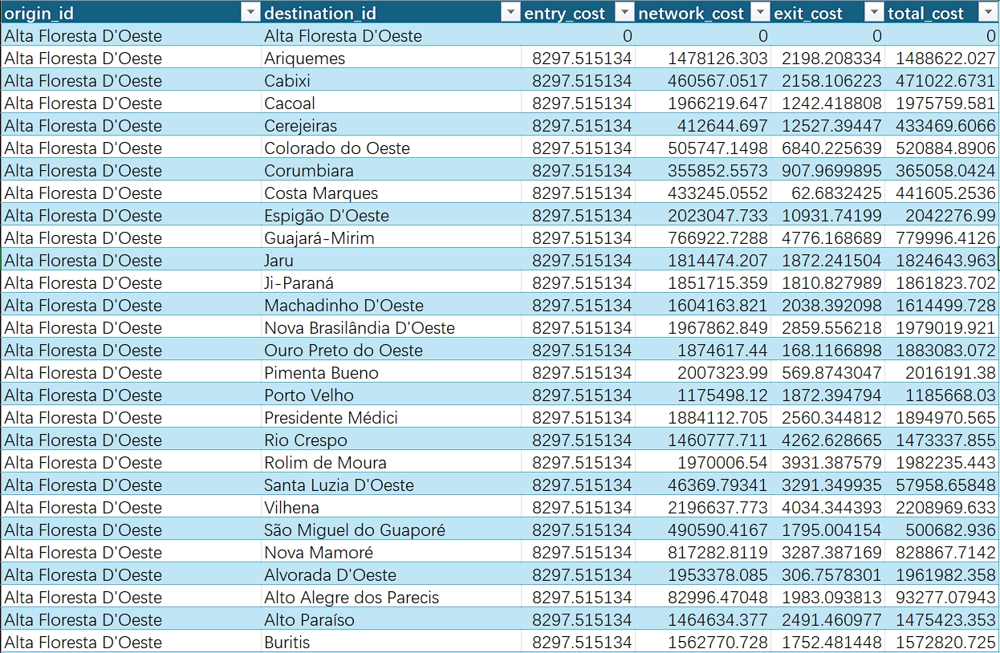 origin_id destination_id entry_cost network_cost exit_cost total_cost
Alta Floresta D'Oeste Alta Floresta D'Oeste 0 0 0 0
Alta Floresta D'Oeste Ariquemes 8297.515134 1478126.303 2198.208334 1488622.027
Alta Floresta D'Oeste Cabixi 8297.515134 460567.0517 2158.106223 471022.6731
Alta Floresta D'Oeste Cacoal 8297.515134 1966219.647 1242.418808 1975759.581
Alta Floresta D'Oeste Cerejeiras 8297.515134 412644.697 12527.39447 433469.6066
Alta Floresta D'Oeste Colorado do Oeste 8297.515134 505747.1498 6840.225639 520884.8906
Alta Floresta D'Oeste Corumbiara 8297.515134 355852.5573 907.9699895 365058.0424
Alta Floresta D'Oeste Costa Marques 8297.515134 433245.0552 62.6832425 441605.2536
Alta Floresta D'Oeste Espigão D'Oeste 8297.515134 2023047.733 10931.74199 2042276.99
Alta Floresta D'Oeste Guajará-Mirim 8297.515134 766922.7288 4776.168689 779996.4126
Alta Floresta D'Oeste Jaru 8297.515134 1814474.207 1872.241504 1824643.963
Alta Floresta D'Oeste Ji-Paraná 8297.515134 1851715.359 1810.827989 1861823.702
Alta Floresta D'Oeste Machadinho D'Oeste 8297.515134 1604163.821 2038.392098 1614499.728
Alta Floresta D'Oeste Nova Brasilândia D'Oeste 8297.515134 1967862.849 2859.556218 1979019.921
Alta Floresta D'Oeste Ouro Preto do Oeste 8297.515134 1874617.44 168.1166898 1883083.072
Alta Floresta D'Oeste Pimenta Bueno 8297.515134 2007323.99 569.8743047 2016191.38
Alta Floresta D'Oeste Porto Velho 8297.515134 1175498.12 1872.394794 1185668.03
Alta Floresta D'Oeste Presidente Médici 8297.515134 1884112.705 2560.344812 1894970.565
Alta Floresta D'Oeste Rio Crespo 8297.515134 1460777.711 4262.628665 1473337.855
Alta Floresta D'Oeste Rolim de Moura 8297.515134 1970006.54 3931.387579 1982235.443
Alta Floresta D'Oeste Santa Luzia D'Oeste 8297.515134 46369.79341 3291.349935 57958.65848
Alta Floresta D'Oeste Vilhena 8297.515134 2196637.773 4034.344393 2208969.633
Alta Floresta D'Oeste São Miguel do Guaporé 8297.515134 490590.4167 1795.004154 500682.936
Alta Floresta D'Oeste Nova Mamoré 8297.515134 817282.8119 3287.387169 828867.7142
Alta Floresta D'Oeste Alvorada D'Oeste 8297.515134 1953378.085 306.7578301 1961982.358
Alta Floresta D'Oeste Alto Alegre dos Parecis 8297.515134 82996.47048 1983.093813 93277.07943
Alta Floresta D'Oeste Alto Paraíso 8297.515134 1464634.377 2491.460977 1475423.353
Alta Floresta D'Oeste Buritis 8297.515134 1562770.728 1752.481448 1572820.725